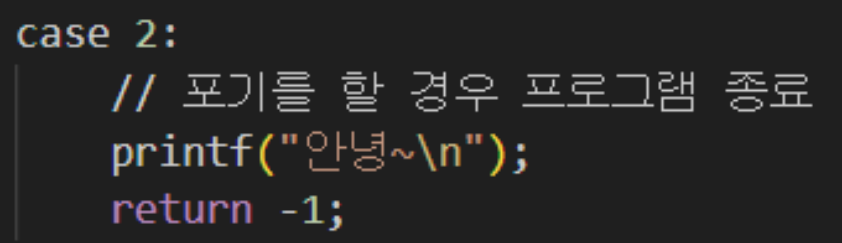 case 2:
// 포기를 할 경우 프로그램 종료
printf("안녕~\n");
return -1;